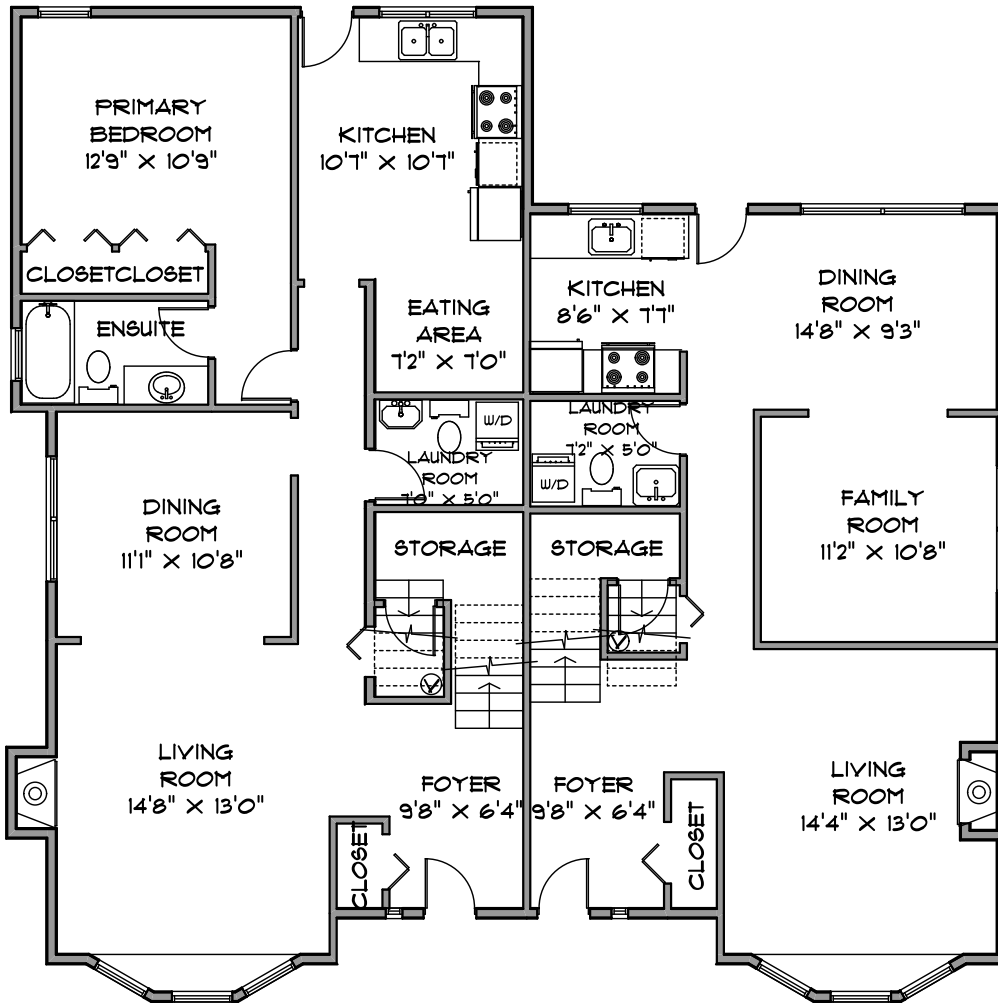 PRIMARY
BEDROOM
12'9" X 10'9"
KITCHEN
10'7" X 10'7"
CLOSET CLOSET
ENSUITE
EATING
AREA
7'2" X 7'0"
KITCHEN
8'6" X 7'7"
DINING
ROOM
14'8" X 9'3"
W/D
LAUNDRY
ROOM
X 5'0"
LAUNDRY
ROOM
7'2" X 5'0"
W/D
DINING
ROOM
11'1" X 10'8"
FAMILY
ROOM
11'2" X 10'8"
STORAGE
STORAGE
LIVING
ROOM
14'8" X 13'0"
FOYER
9'8" X 6'4"
FOYER
9'8" X 6'4"
LIVING
ROOM
14'4" X 13'0"
CLOSET
CLOSET